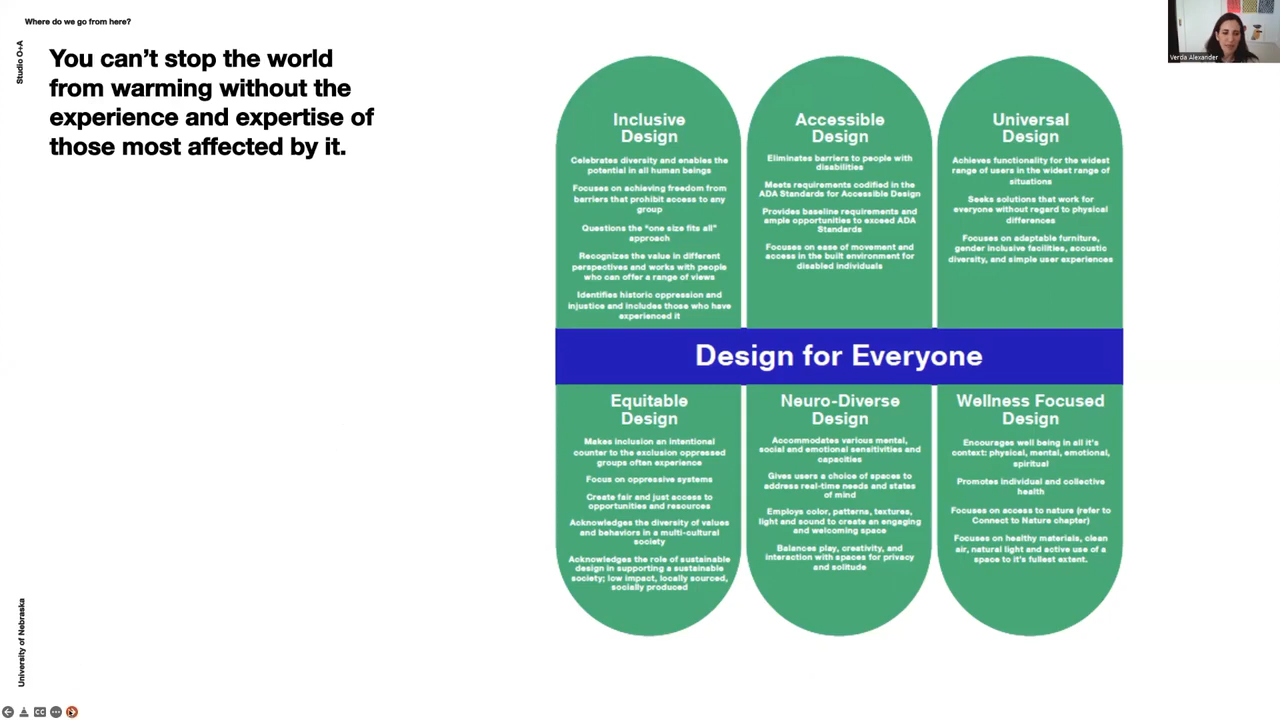 Where do we go from here?
Studio O+A
You can't stop the world
from warming without the
experience and expertise of
those most affected by it.
Verda Alexander
Inclusive
Design
Celebrates diversity and enables the
potential in all human beings
Focuses on achieving freedom from
barriers that prohibit access to any
group
Questions the "one size fits all"
approach
Recognizes the value in different
perspectives and works with people
who can offer a range of views
Identifies historic oppression and
injustice and includes those who have
experienced it
Accessible
Design
Eliminates barriers to people with
disabilities
Meets requirements codified in the
ADA Standards for Accessible Design
Provides baseline requirements and
ample opportunities to exceed ADA
Standards
Focuses on ease of movement and
access in the built environment for
disabled individuals
Universal
Design
Achieves functionality for the widest
range of users in the widest range of
situations
Seeks solutions that work for
everyone without regard to physical
differences
Focuses on adaptable furniture,
gender inclusive facilities, acoustic
diversity, and simple user experiences
Design for Everyone
Equitable
Design
Makes inclusion an intentional
counter to the exclusion oppressed
groups often experience
Focus on oppressive systems
Create fair and just access to
opportunities and resources
Acknowledges the diversity of values
and behaviors in a multi-cultural
society
Acknowledges the role of sustainable
design in supporting a sustainable
society; low impact, locally sourced,
socially produced
Neuro-Diverse
Design
Accommodates various mental,
social and emotional sensitivities and
capacities
Gives users a choice of spaces to
address real-time needs and states
of mind
Employs color, patterns, textures,
light and sound to create an engaging
and welcoming space
Balances play, creativity, and
interaction with spaces for privacy
and solitude
Wellness Focused
Design
Encourages well being in all it's
context: physical, mental, emotional,
spiritual
Promotes individual and collective
health
Focuses on access to nature (refer to
Connect to Nature chapter)
Focuses on healthy materials, clean
air, natural light and active use of a
space to it's fullest extent.
University of Nebraska
CC